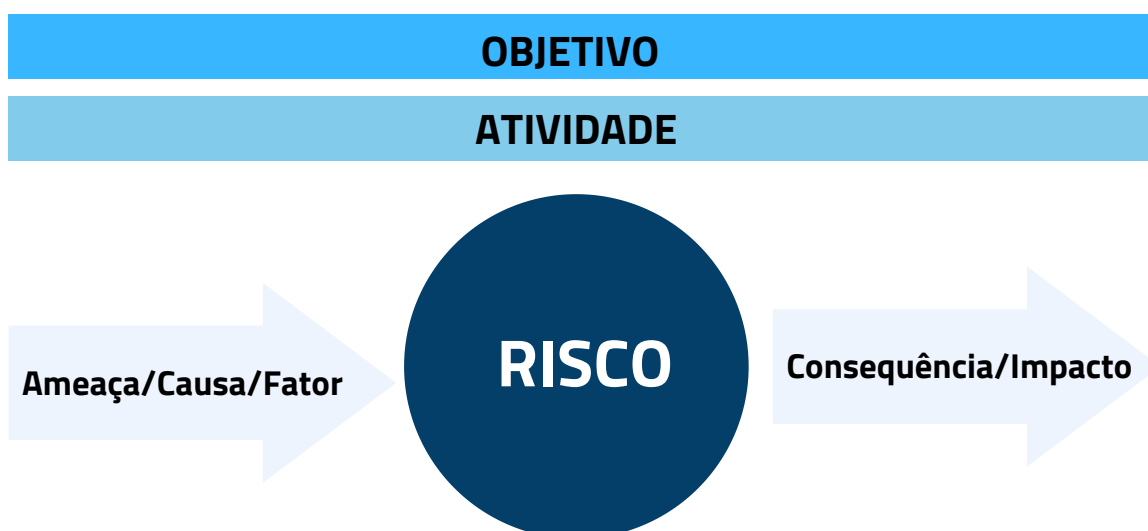 OBJETIVO
ATIVIDADE
Ameaça/Causa/Fator
RISCO
Consequência/Impacto